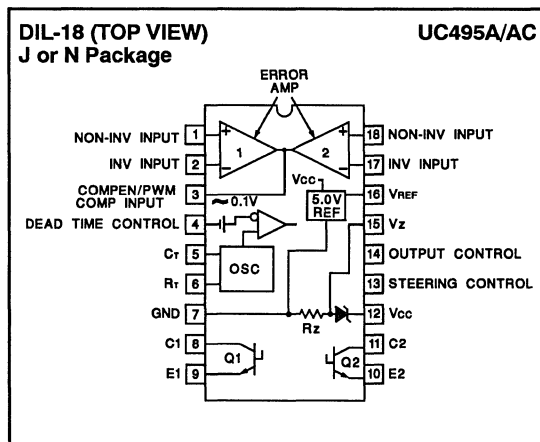 DIL-18 (TOP VIEW) UC495A/AC
J or N Package
ERROR
AMP
NON-INV INPUT 1 + + 18 NON-INV INPUT
1 2
INV INPUT 2 – – 17 INV INPUT
COMPEN/PWM
COMP INPUT 3 ~0.1V Vcc 5.0V REF 16 VREF
DEAD TIME CONTROL 4 15 Vz
CT 5 14 OUTPUT CONTROL
OSC
RT 6 13 STEERING CONTROL
GND 7 Rz 12 Vcc
C1 8 11 C2
Q1 Q2
E1 9 10 E2